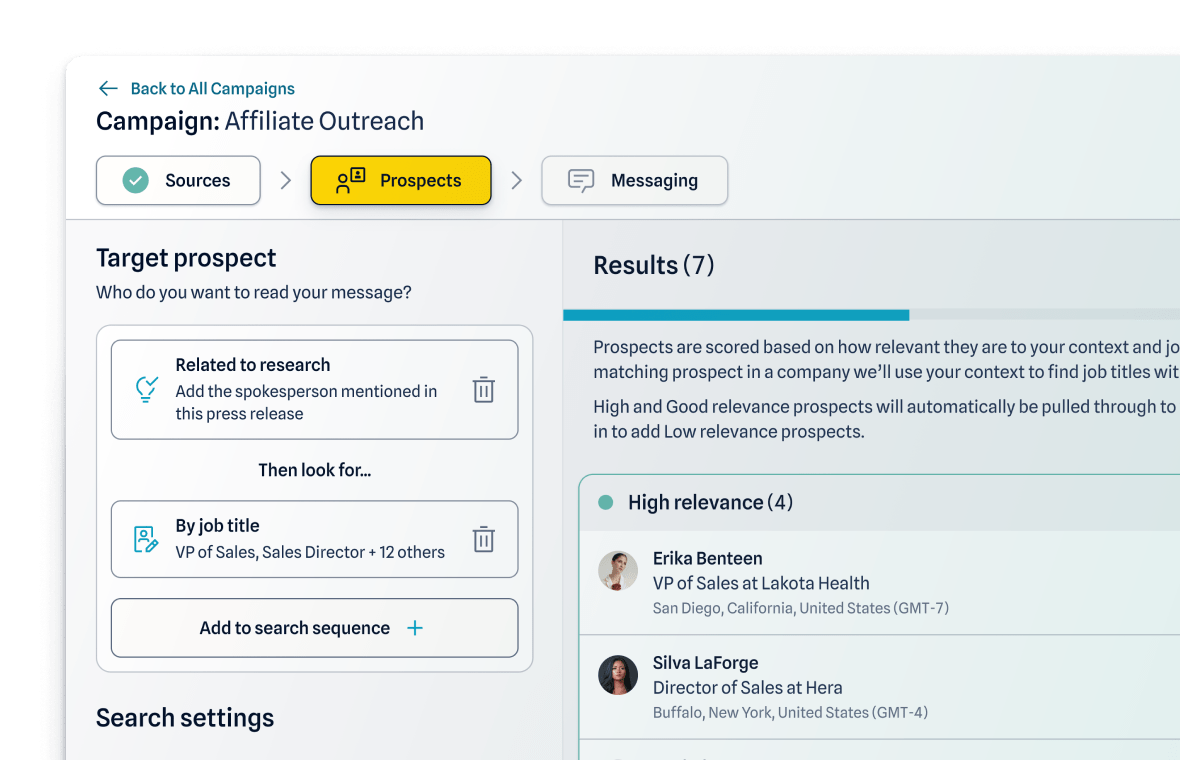 Back to All Campaigns
Campaign: Affiliate Outreach
Sources
Prospects
Messaging
Target prospect
Who do you want to read your message?
Related to research
Add the spokesperson mentioned in
this press release
Then look for...
By job title
VP of Sales, Sales Director + 12 others
Add to search sequence
Search settings
Results (7)
Prospects are scored based on how relevant they are to your context and jo
matching prospect in a company we’ll use your context to find job titles wit
High and Good relevance prospects will automatically be pulled through to
in to add Low relevance prospects.
High relevance (4)
Erika Benteen
VP of Sales at Lakota Health
San Diego, California, United States (GMT-7)
Silva LaForge
Director of Sales at Hera
Buffalo, New York, United States (GMT-4)